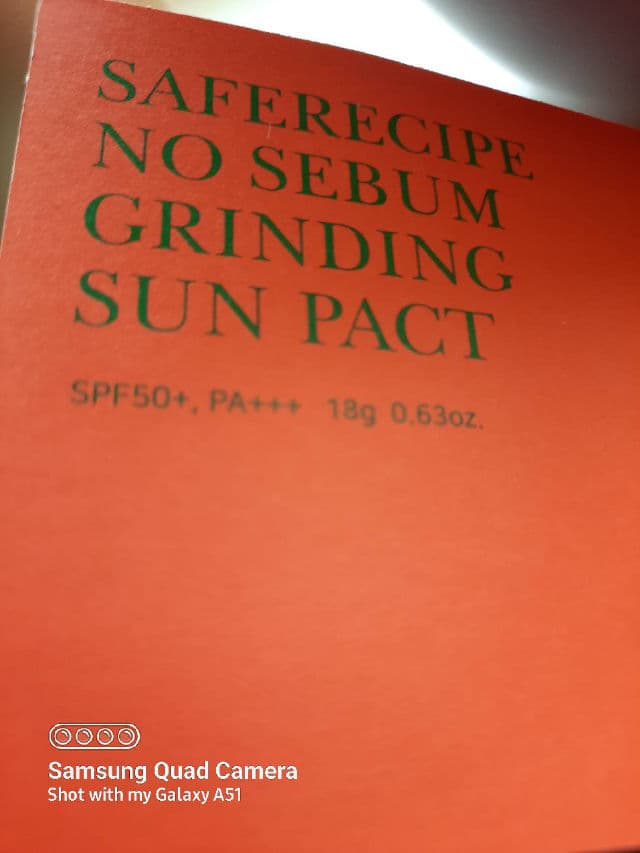 SAFERECIPE
NO SEBUM
GRINDING
SUN PACT
SPF50+, PA+++ 18g 0.63oz.
Samsung Quad Camera
Shot with my Galaxy A51